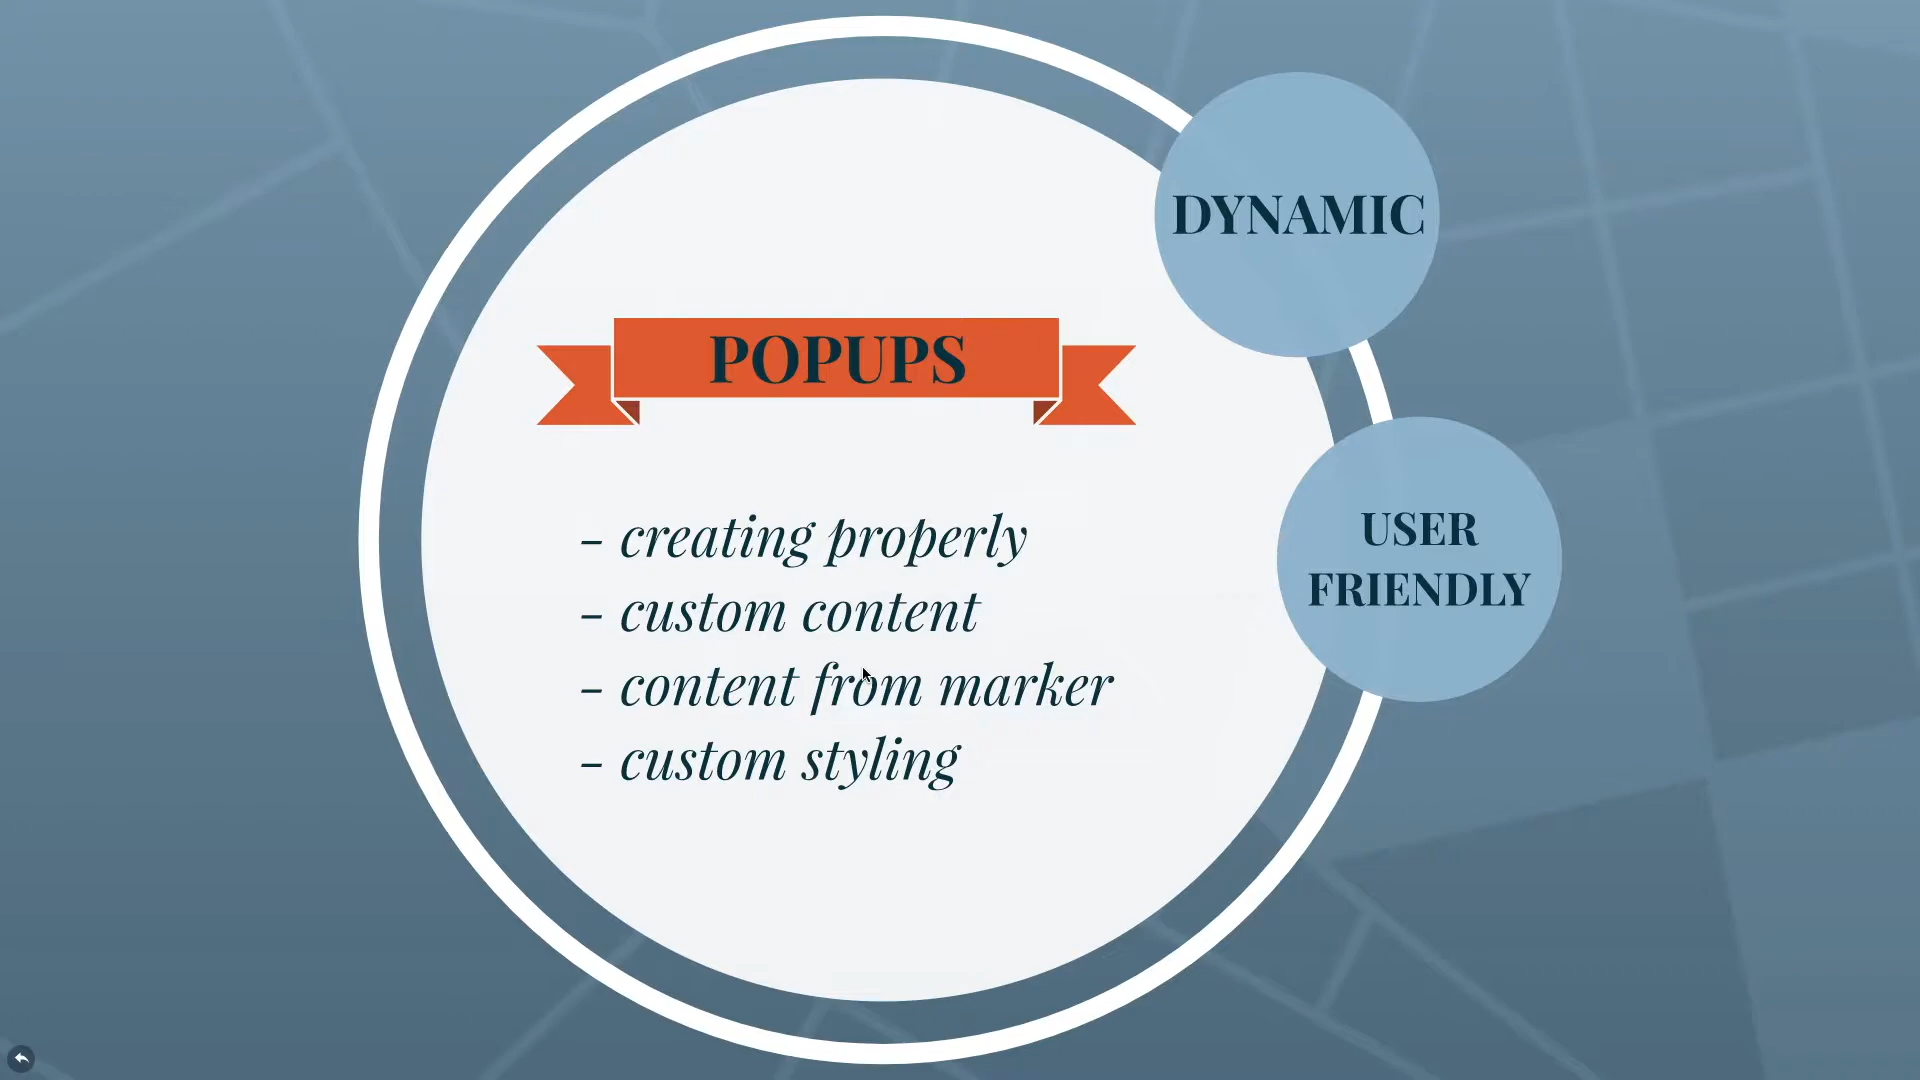 POPUPS
– creating properly
– custom content
– content from marker
– custom styling
DYNAMIC
USER
FRIENDLY